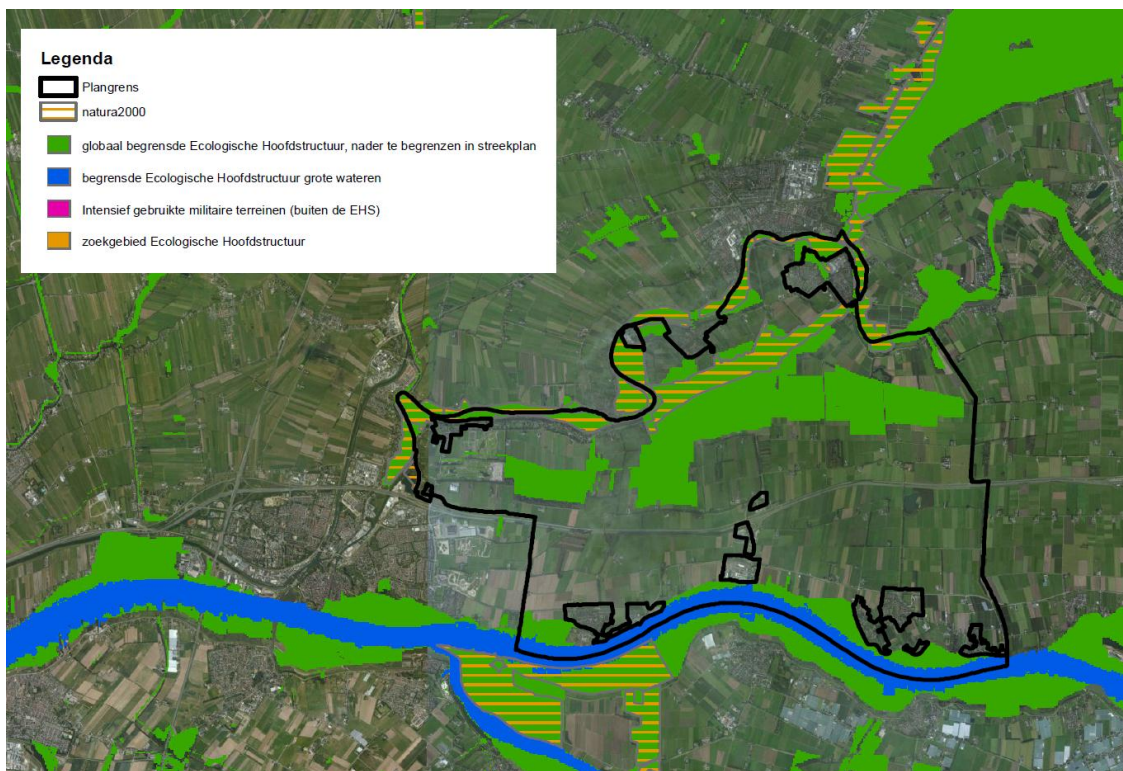 Legenda
Plangrens
natura2000
globaal begrensde Ecologische Hoofdstructuur, nader te begrenzen in streekplan
begrensde Ecologische Hoofdstructuur grote wateren
Intensief gebruikte militaire terreinen (buiten de EHS)
zoekgebied Ecologische Hoofdstructuur